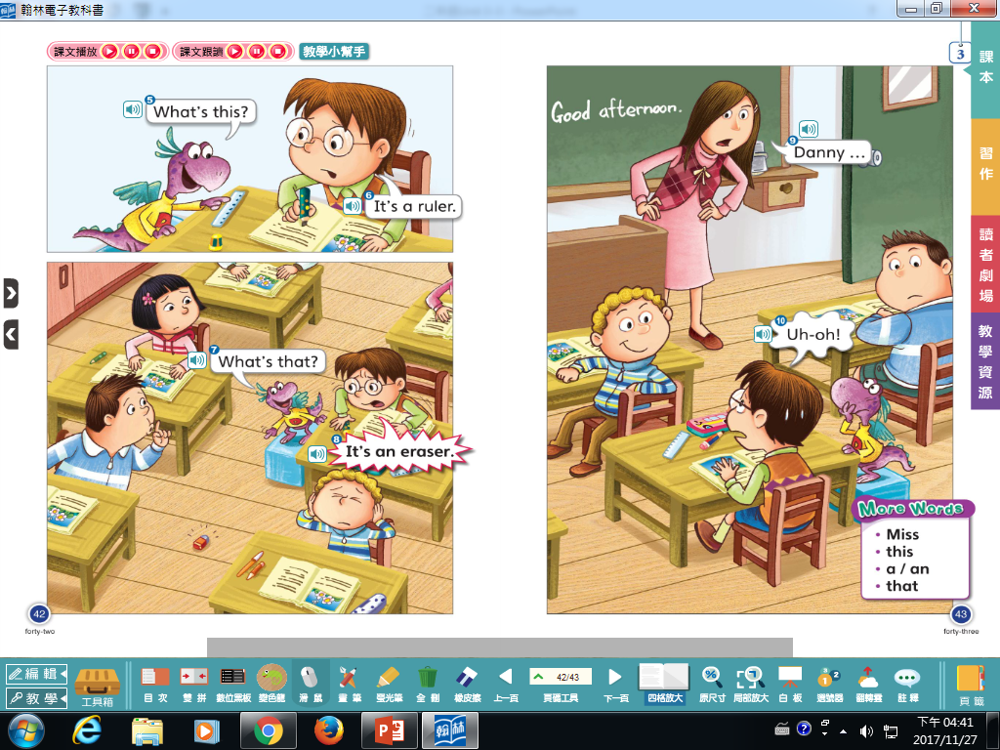 翰林電子教科書
課文播放
課文跟讀
教學小幫手
3
課本
習作
讀者劇場
教學資源
5
What's this?
6
It's a ruler.
7
What's that?
8
It's an eraser.
Good afternoon.
9
Danny ...
10
Uh-oh!
More Words
• Miss
• this
• a / an
• that
42
forty-two
43
forty-three
編輯
教學
工具箱
目次
雙拼
數位黑板
變色龍
滑鼠
畫筆
螢光筆
全刪
橡皮擦
上一頁
42/43
頁碼工具
下一頁
四格放大
原尺寸
局部放大
白板
選號器
翻轉雲
註釋
頁籤
翰林
下午 04:41
2017/11/27